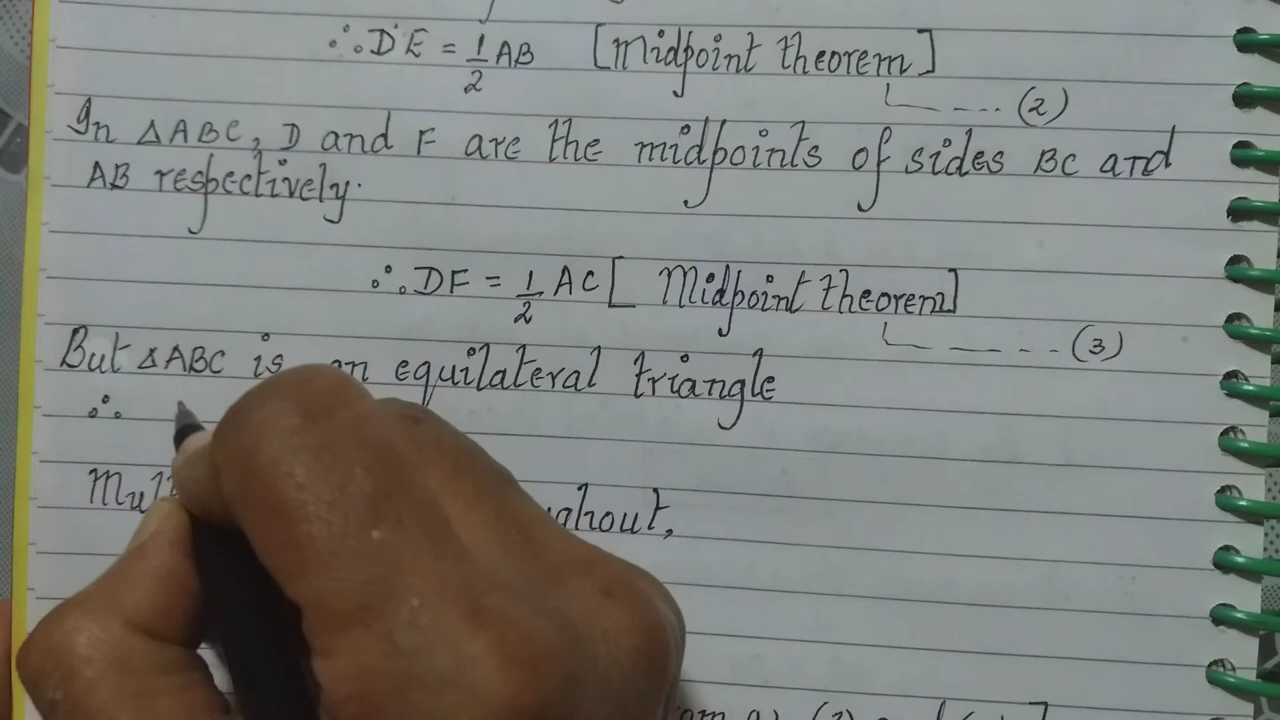 ∴ DE = 1/2 AB [Midpoint theorem]
(2)
In △ABC, D and F are the midpoints of sides BC and
AB respectively.
∴ DF = 1/2 AC [ Midpoint theorem]
(3)
But △ABC is an equilateral triangle
∴